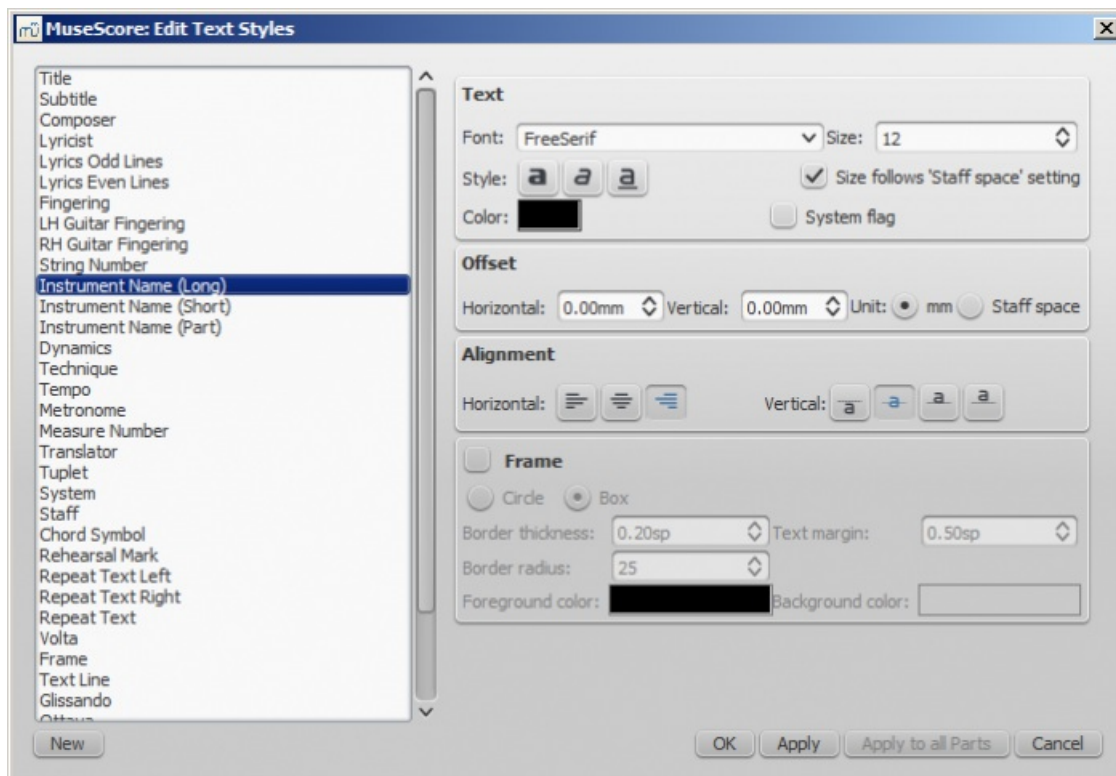 MuseScore: Edit Text Styles
Title
Subtitle
Composer
Lyricist
Lyrics Odd Lines
Lyrics Even Lines
Fingering
LH Guitar Fingering
RH Guitar Fingering
String Number
Instrument Name (Long)
Instrument Name (Short)
Instrument Name (Part)
Dynamics
Technique
Tempo
Metronome
Measure Number
Translator
Tuplet
System
Staff
Chord Symbol
Rehearsal Mark
Repeat Text Left
Repeat Text Right
Repeat Text
Volta
Frame
Text Line
Glissando
Ottava
New
Text
Font: FreeSerif Size: 12
Style: a a a Size follows 'Staff space' setting
Color: System flag
Offset
Horizontal: 0.00mm Vertical: 0.00mm Unit: mm Staff space
Alignment
Horizontal: Vertical: a a a a
Frame
Circle Box
Border thickness: 0.20sp Text margin: 0.50sp
Border radius: 25
Foreground color: Background color:
OK Apply Apply to all Parts Cancel